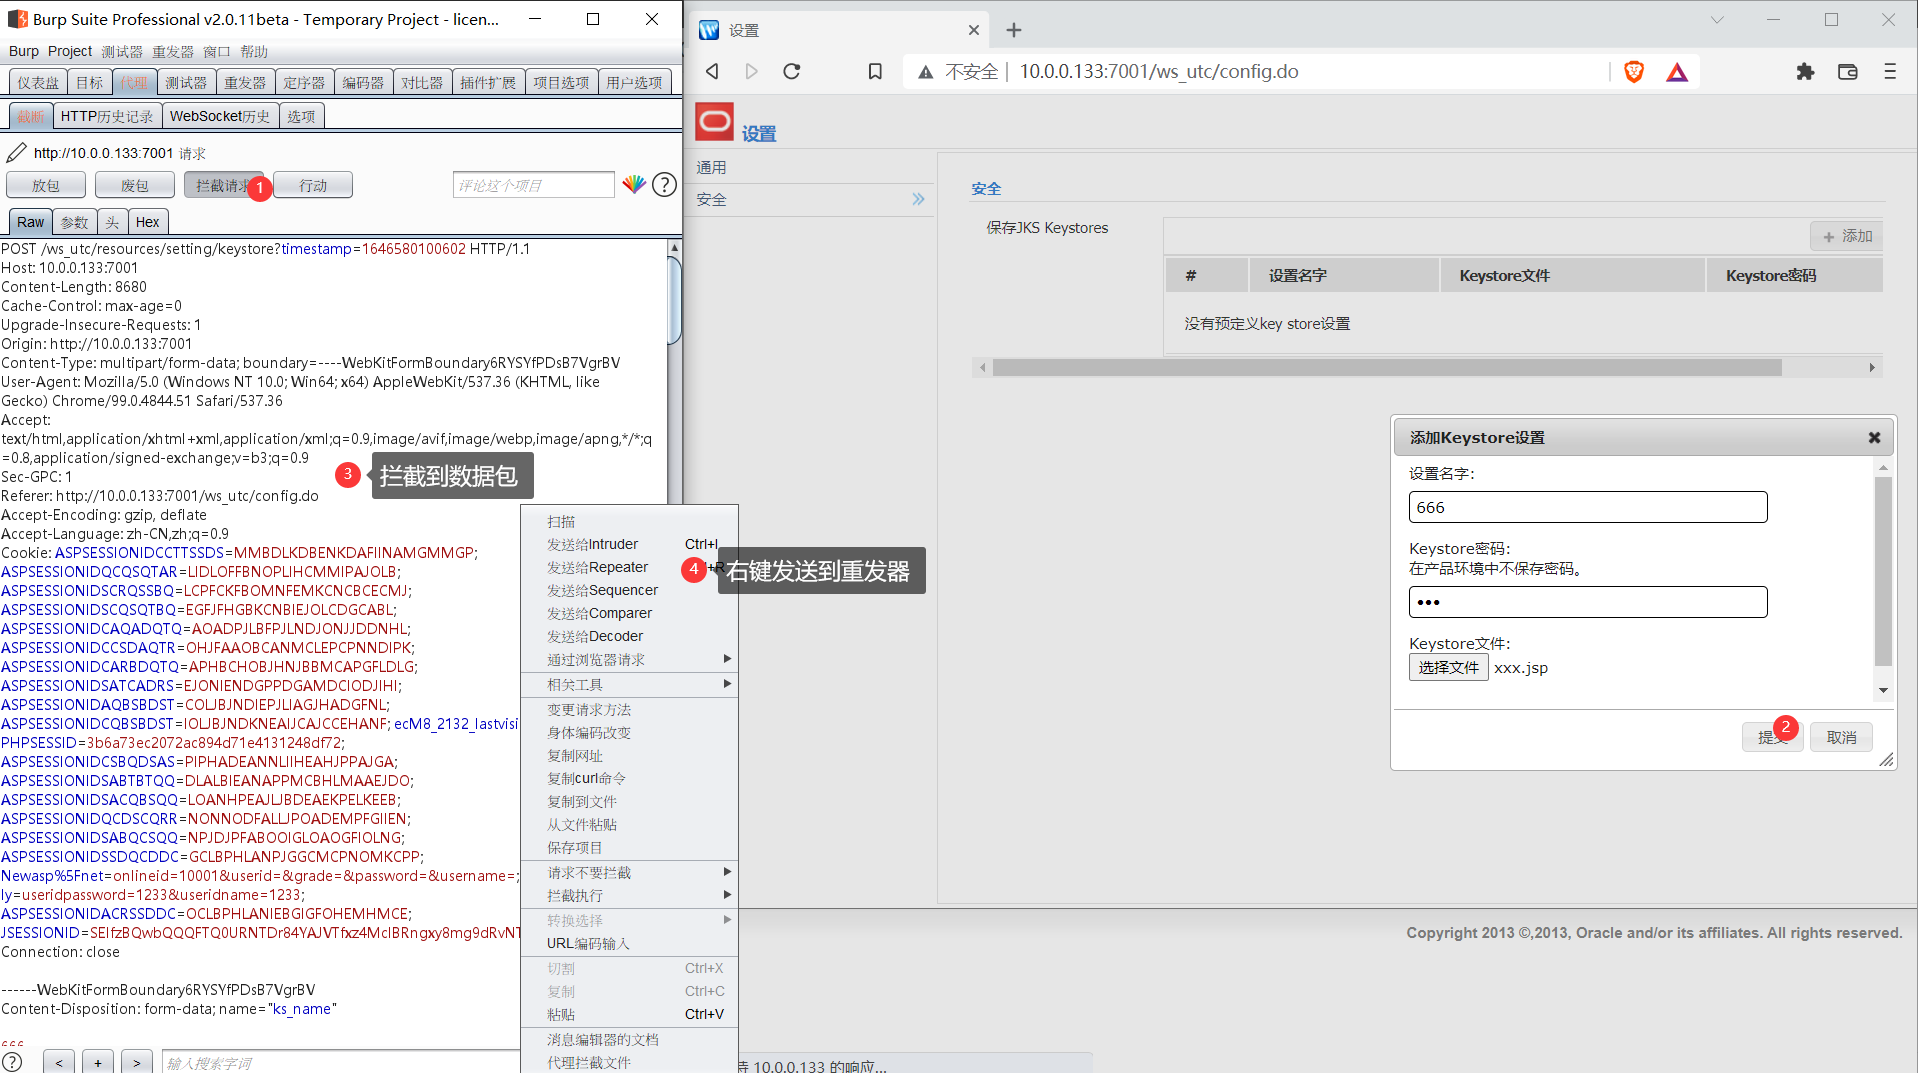 Burp Suite Professional v2.0.11beta - Temporary Project - licen...
Burp Project 测试器 重发器 窗口 帮助
仪表盘 目标 代理 测试器 重发器 定序器 编码器 对比器 插件扩展 项目选项 用户选项
截断 HTTP历史记录 WebSocket历史 选项
http://10.0.0.133:7001 请求
放包 废包 拦截请求 1 行动 评论这个项目 ?
Raw 参数 头 Hex
POST /ws_utc/resources/setting/keystore?timestamp=1646580100602 HTTP/1.1
Host: 10.0.0.133:7001
Content-Length: 8680
Cache-Control: max-age=0
Upgrade-Insecure-Requests: 1
Origin: http://10.0.0.133:7001
Content-Type: multipart/form-data; boundary=----WebKitFormBoundary6RYSYfPDsB7VgrBV
User-Agent: Mozilla/5.0 (Windows NT 10.0; Win64; x64) AppleWebKit/537.36 (KHTML, like
Gecko) Chrome/99.0.4844.51 Safari/537.36
Accept:
text/html,application/xhtml+xml,application/xml;q=0.9,image/avif,image/webp,image/apng,*/*;q
=0.8,application/signed-exchange;v=b3;q=0.9
Sec-GPC: 1
3 拦截到数据包
Referer: http://10.0.0.133:7001/ws_utc/config.do
Accept-Encoding: gzip, deflate
Accept-Language: zh-CN,zh;q=0.9
Cookie: ASPSESSIONIDCCTTSSDS=MMBDLKDBENKDAFIINAMGMMGP;
ASPSESSIONIDQCQSQTAR=LIDLOFFBNOPLIHCMMIPAJOLB;
ASPSESSIONIDSCRQSSBQ=LCPFCKFBOMNFEMKCNCBCECMJ;
ASPSESSIONIDSCQSQTBQ=EGFJFHGBKCNBIEJOLCDGCABL;
ASPSESSIONIDCAQADQTQ=AOADPJLBFPJLNDJONJJDDNHL;
ASPSESSIONIDCCSDAQTR=OHJFAAOBCANMCLEPCPNNDIPK;
ASPSESSIONIDCARBDQTQ=APHBCHOBJHNJBBMCAPGFLDLG;
ASPSESSIONIDSATCADRS=EJONIENDGPPDGAMDCIODJIHI;
ASPSESSIONIDAQBSBDST=COLJBJNDIEPJLIAGJHADGFNL;
ASPSESSIONIDCQBSBDST=IOLJBJNDKNEAIJCAJCCEHANF; ecM8_2132_lastvisi
PHPSESSID=3b6a73ec2072ac894d71e4131248df72;
ASPSESSIONIDCSBQDSAS=PIPHADEANNLIIHEAHJPPAJGA;
ASPSESSIONIDSABTBTQQ=DLALBIEANAPPMCBHLMAAEJDO;
ASPSESSIONIDSACQBSQQ=LOANHPEAJLJBDEAEKPELKEEB;
ASPSESSIONIDQCDSCQRR=NONNODFALLJPOADEMPFGIIEN;
ASPSESSIONIDSABQCSQQ=NPJDJPFABOOIGLOAOGFIOLNG;
ASPSESSIONIDSSDQCDDC=GCLBPHLANPJGGCMCPNOMKCPP;
Newasp%5Fnet=onlineid=10001&userid=&grade=&password=&username=;
ly=useridpassword=1233&useridname=1233;
ASPSESSIONIDACRSSDDC=OCLBPHLANIEBGIGFOHEMHMCE;
JSESSIONID=SEIfzBQwbQQQFTQ0URNTDr84YAJVTfxz4MclBRngxy8mg9dRvNT
Connection: close
------WebKitFormBoundary6RYSYfPDsB7VgrBV
Content-Disposition: form-data; name="ks_name"
666
? < + > 输入搜索字词
扫描
发送给Intruder Ctrl+I
发送给Repeater
4 右键发送到重发器
发送给Sequencer
发送给Comparer
发送给Decoder
通过浏览器请求
相关工具
变更请求方法
身体编码改变
复制网址
复制curl命令
复制到文件
从文件粘贴
保存项目
请求不要拦截
拦截执行
转换选择
URL编码输入
切割 Ctrl+X
复制 Ctrl+C
粘贴 Ctrl+V
消息编辑器的文档
代理拦截文件
设置
不安全 10.0.0.133:7001/ws_utc/config.do
设置
通用
安全
安全
保存JKS Keystores
+ 添加
# 设置名字 Keystore文件 Keystore密码
没有预定义key store设置
添加Keystore设置
设置名字:
666
Keystore密码:
在产品环境中不保存密码。
•••
Keystore文件:
选择文件 xxx.jsp
提交 2 取消
Copyright 2013 ©,2013, Oracle and/or its affiliates. All rights reserved.
待 10.0.0.133 的响应...